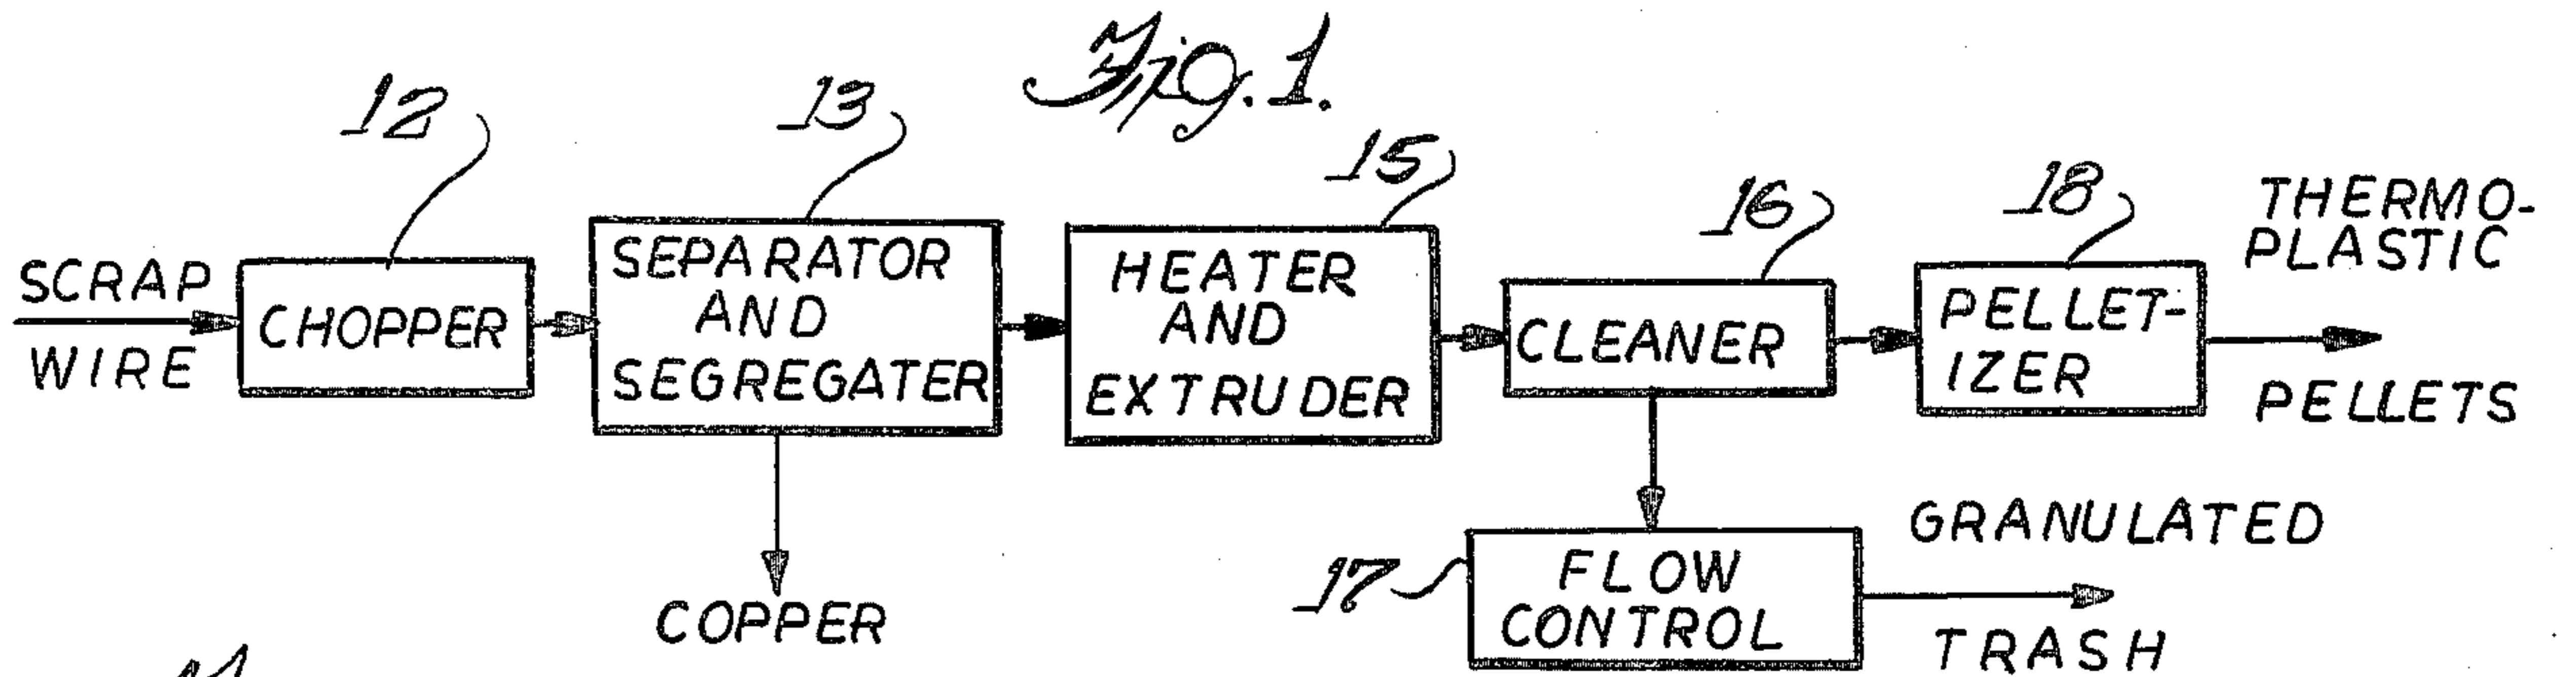 Fig. 1.
12
13
15
16
18
SCRAP
WIRE
CHOPPER
SEPARATOR
AND
SEGREGATER
HEATER
AND
EXTRUDER
CLEANER
PELLET-
IZER
THERMO-
PLASTIC
PELLETS
COPPER
17
FLOW
CONTROL
GRANULATED
TRASH